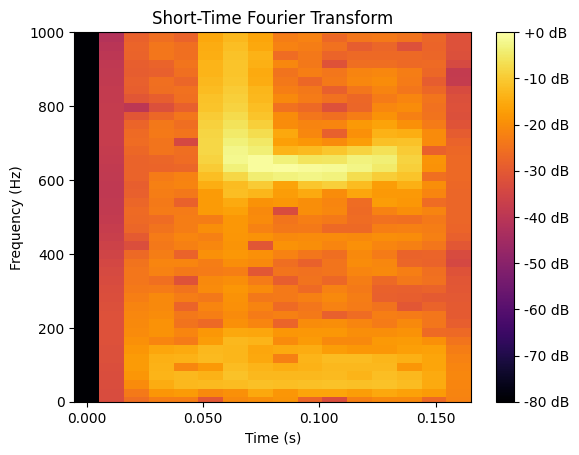 Short-Time Fourier Transform
1000
800
600
400
200
0
Frequency (Hz)
0.000
0.050
0.100
0.150
Time (s)
+0 dB
-10 dB
-20 dB
-30 dB
-40 dB
-50 dB
-60 dB
-70 dB
-80 dB